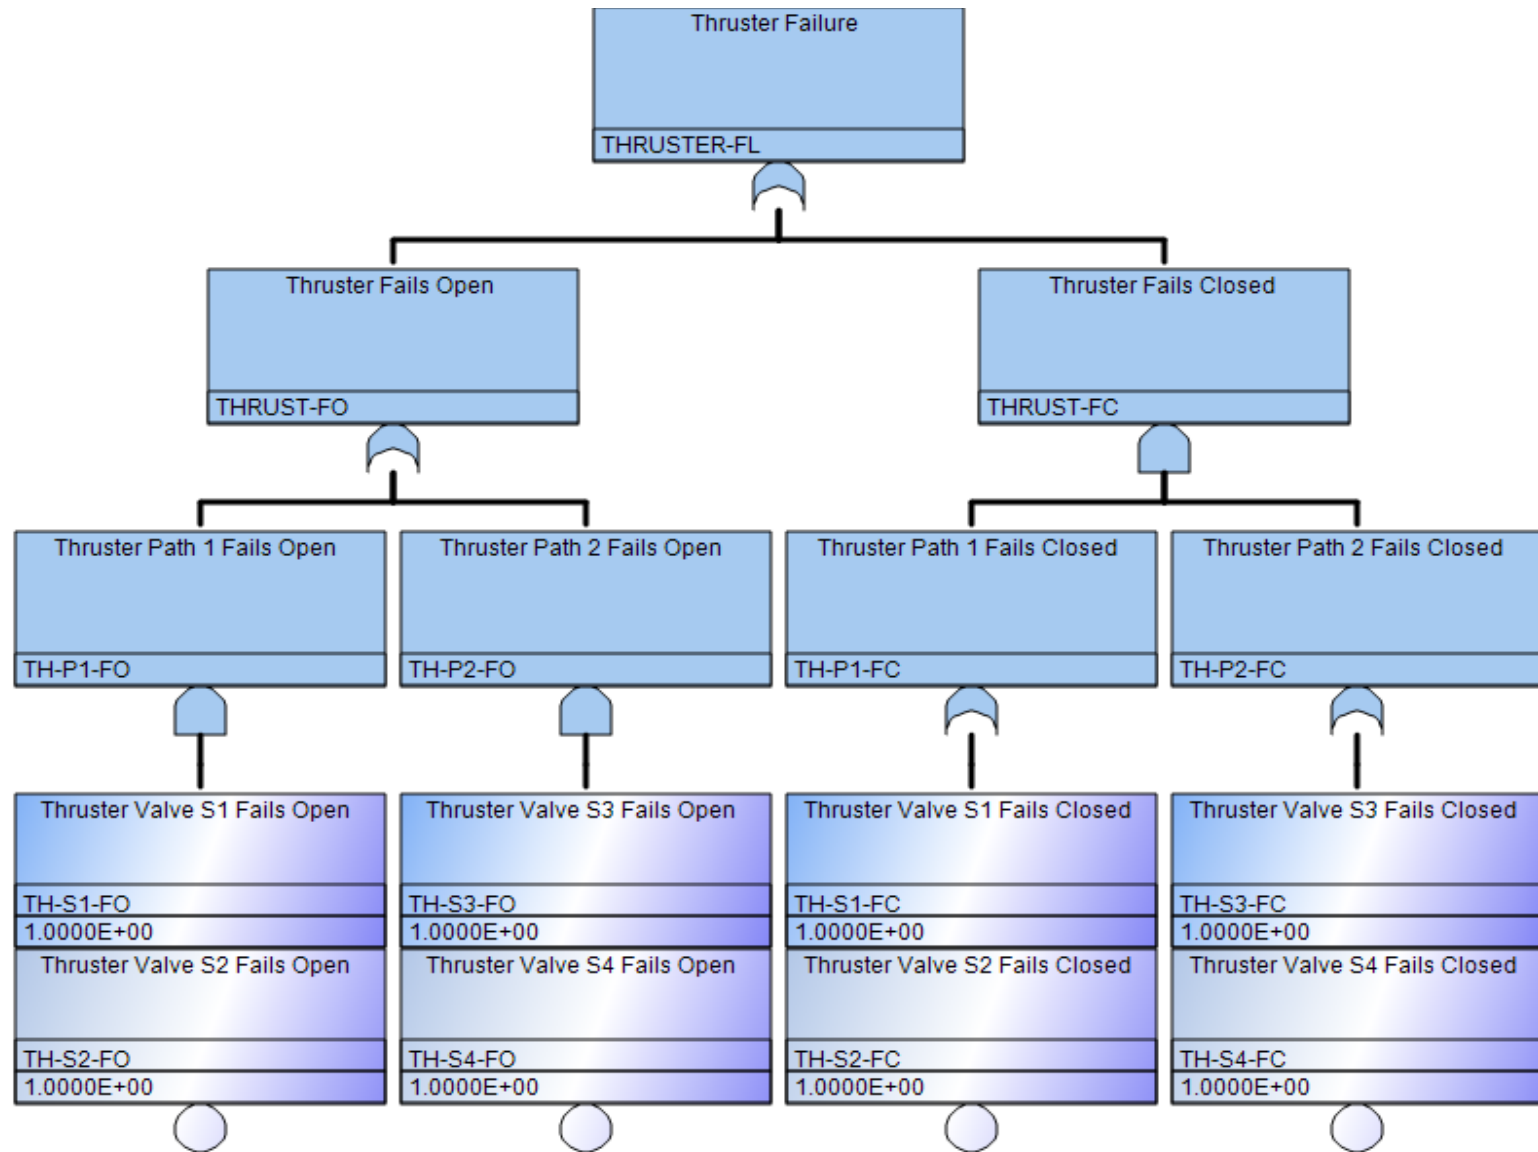 Thruster Failure
THRUSTER-FL
Thruster Fails Open
THRUST-FO
Thruster Fails Closed
THRUST-FC
Thruster Path 1 Fails Open
TH-P1-FO
Thruster Path 2 Fails Open
TH-P2-FO
Thruster Path 1 Fails Closed
TH-P1-FC
Thruster Path 2 Fails Closed
TH-P2-FC
Thruster Valve S1 Fails Open
TH-S1-FO
1.0000E+00
Thruster Valve S2 Fails Open
TH-S2-FO
1.0000E+00
Thruster Valve S3 Fails Open
TH-S3-FO
1.0000E+00
Thruster Valve S4 Fails Open
TH-S4-FO
1.0000E+00
Thruster Valve S1 Fails Closed
TH-S1-FC
1.0000E+00
Thruster Valve S2 Fails Closed
TH-S2-FC
1.0000E+00
Thruster Valve S3 Fails Closed
TH-S3-FC
1.0000E+00
Thruster Valve S4 Fails Closed
TH-S4-FC
1.0000E+00